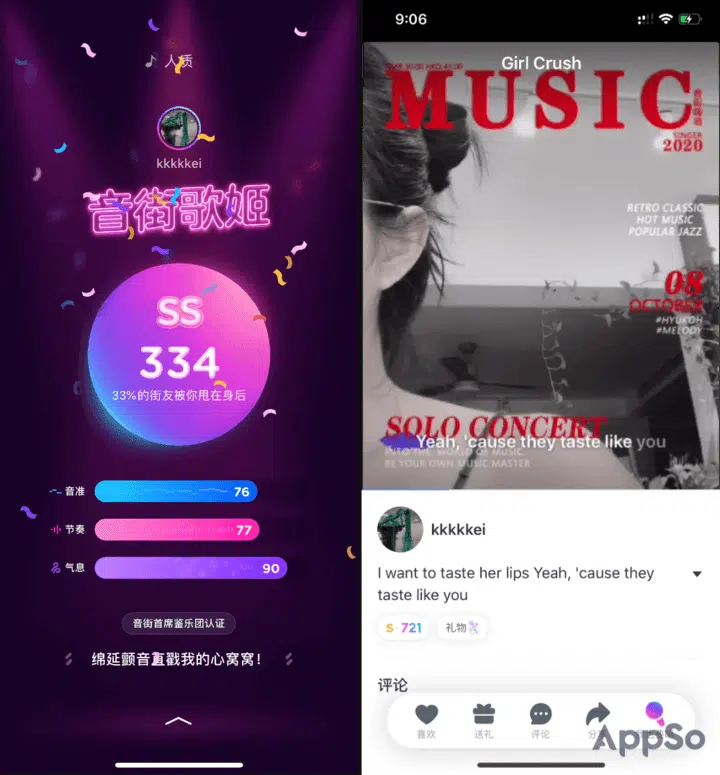 人质
kkkkkei
音街歌姬
SS
334
33%的街友被你甩在身后
音准
76
节奏
77
气息
90
音街首席鉴乐团认证
绵延颤音直戳我的心窝窝！
9:06
Girl Crush
MUSIC
SINGER
2020
RETRO CLASSIC
HOT MUSIC
POPULAR JAZZ
08
OCTOBER
#HYUKOH
#MELODY
SOLO CONCERT
Yeah, 'cause they taste like you
INTO THE WORLD OF MUSIC
BE YOUR OWN MUSIC MASTER
kkkkkei
I want to taste her lips Yeah, 'cause they
taste like you
S·721
礼物
评论
喜欢
送礼
评论
分享
AppSo